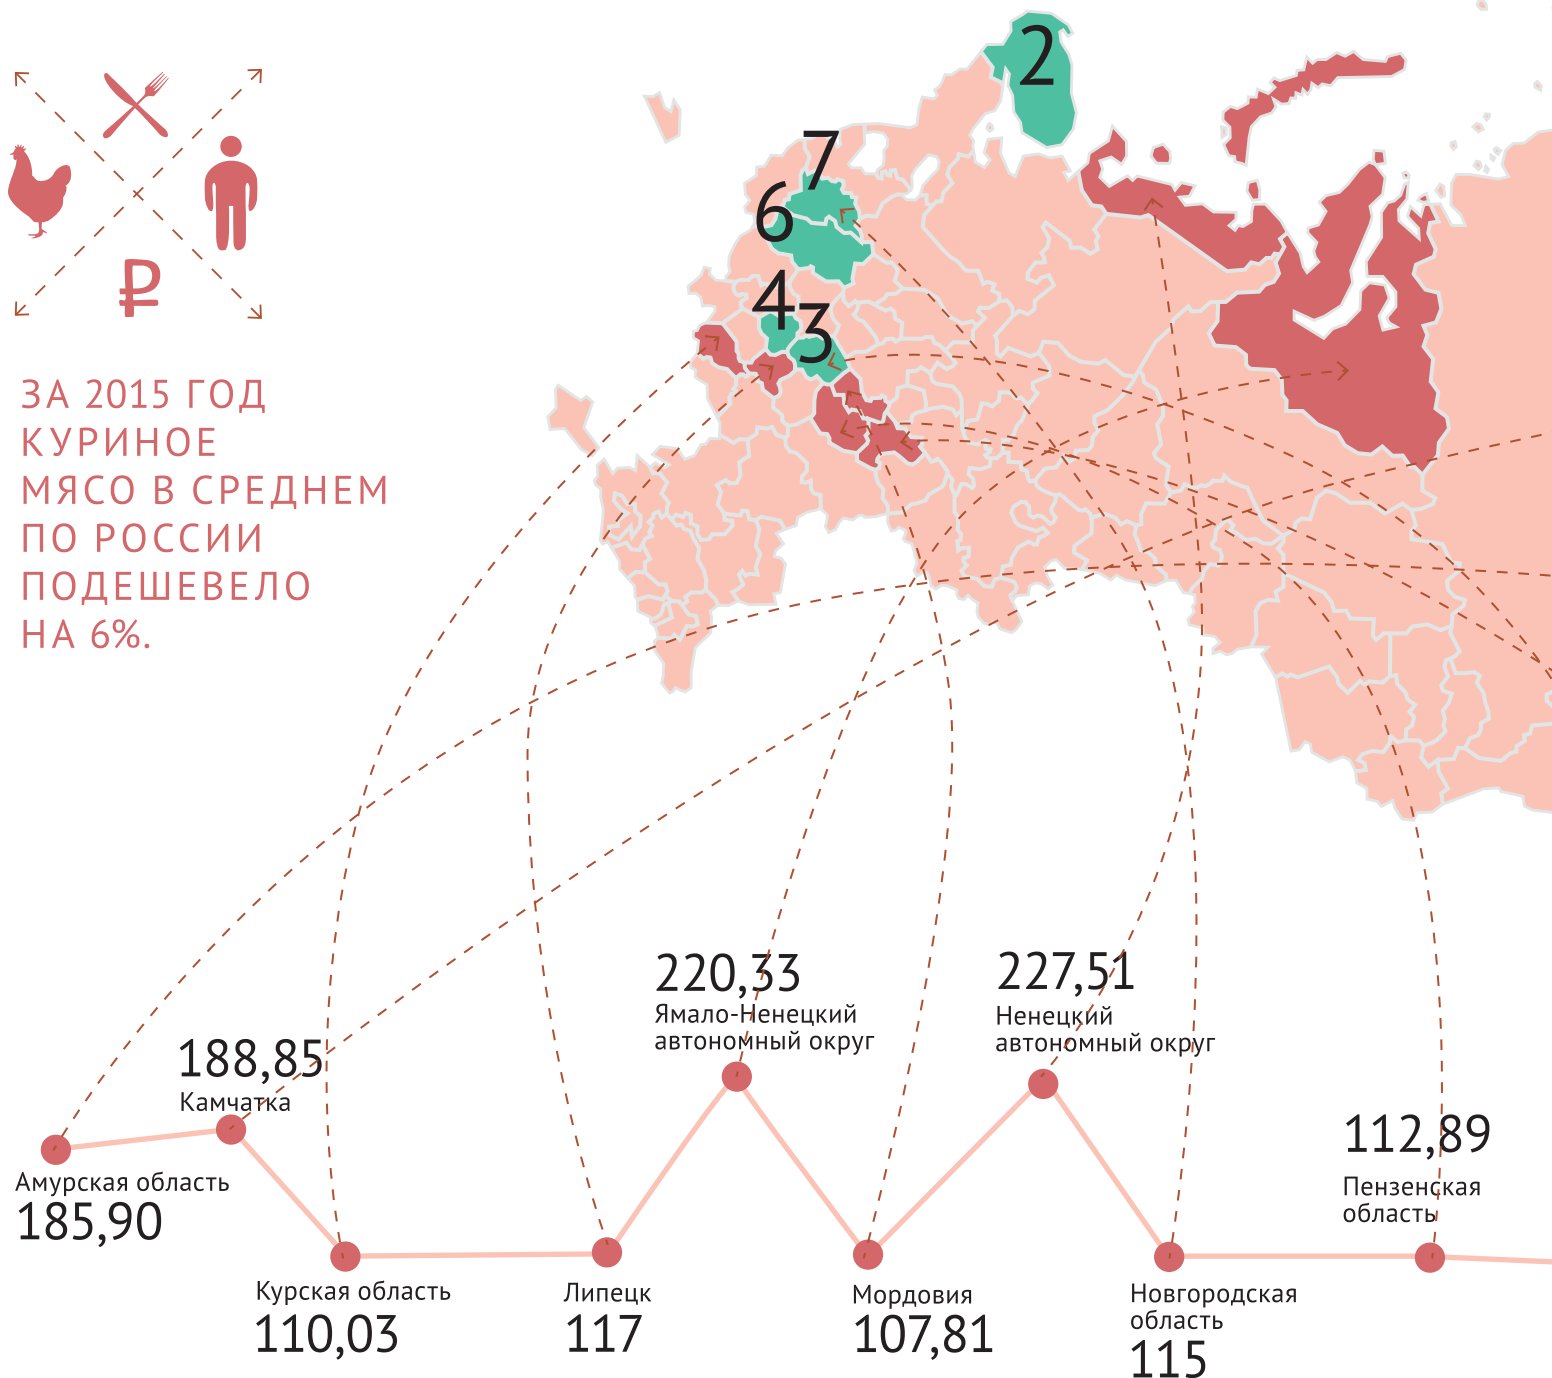 2
7
6
4
3
₽
ЗА 2015 ГОД
КУРИНОЕ
МЯСО В СРЕДНЕМ
ПО РОССИИ
ПОДЕШЕВЕЛО
НА 6%.
220,33
Ямало-Ненецкий
автономный округ
227,51
Ненецкий
автономный округ
188,85
Камчатка
112,89
Пензенская
область
Амурская область
185,90
Курская область
110,03
Липецк
117
Мордовия
107,81
Новгородская
область
115